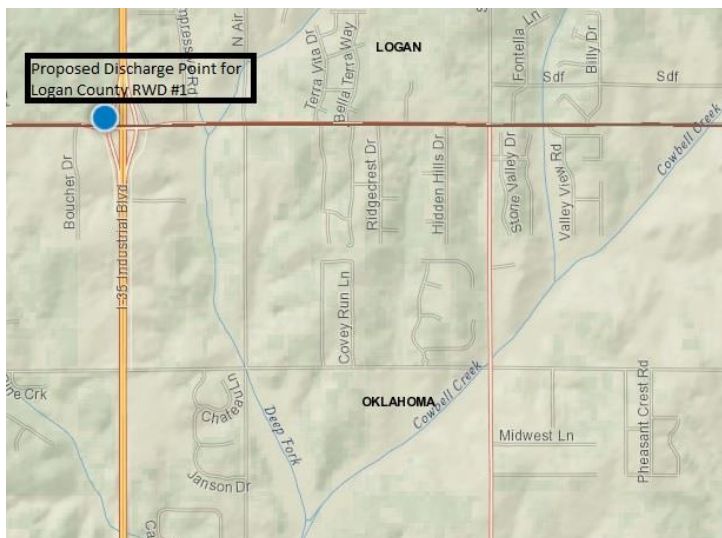 LOGAN
Proposed Discharge Point for
Logan County RWD #1
N Air
Terra Vita Dr
Bella Terra Way
Fontella Ln
Billy Dr
Sdf
Sdf
Cowbell Creek
Boucher Dr
I-35 Industrial Blvd
Ridgecrest Dr
Hidden Hills Dr
Stone Valley Dr
Valley View Rd
Covey Run Ln
OKLAHOMA
Cowbell Creek
Chateau Ln
Deep Fork
Janson Dr
Midwest Ln
Pheasant Crest Rd